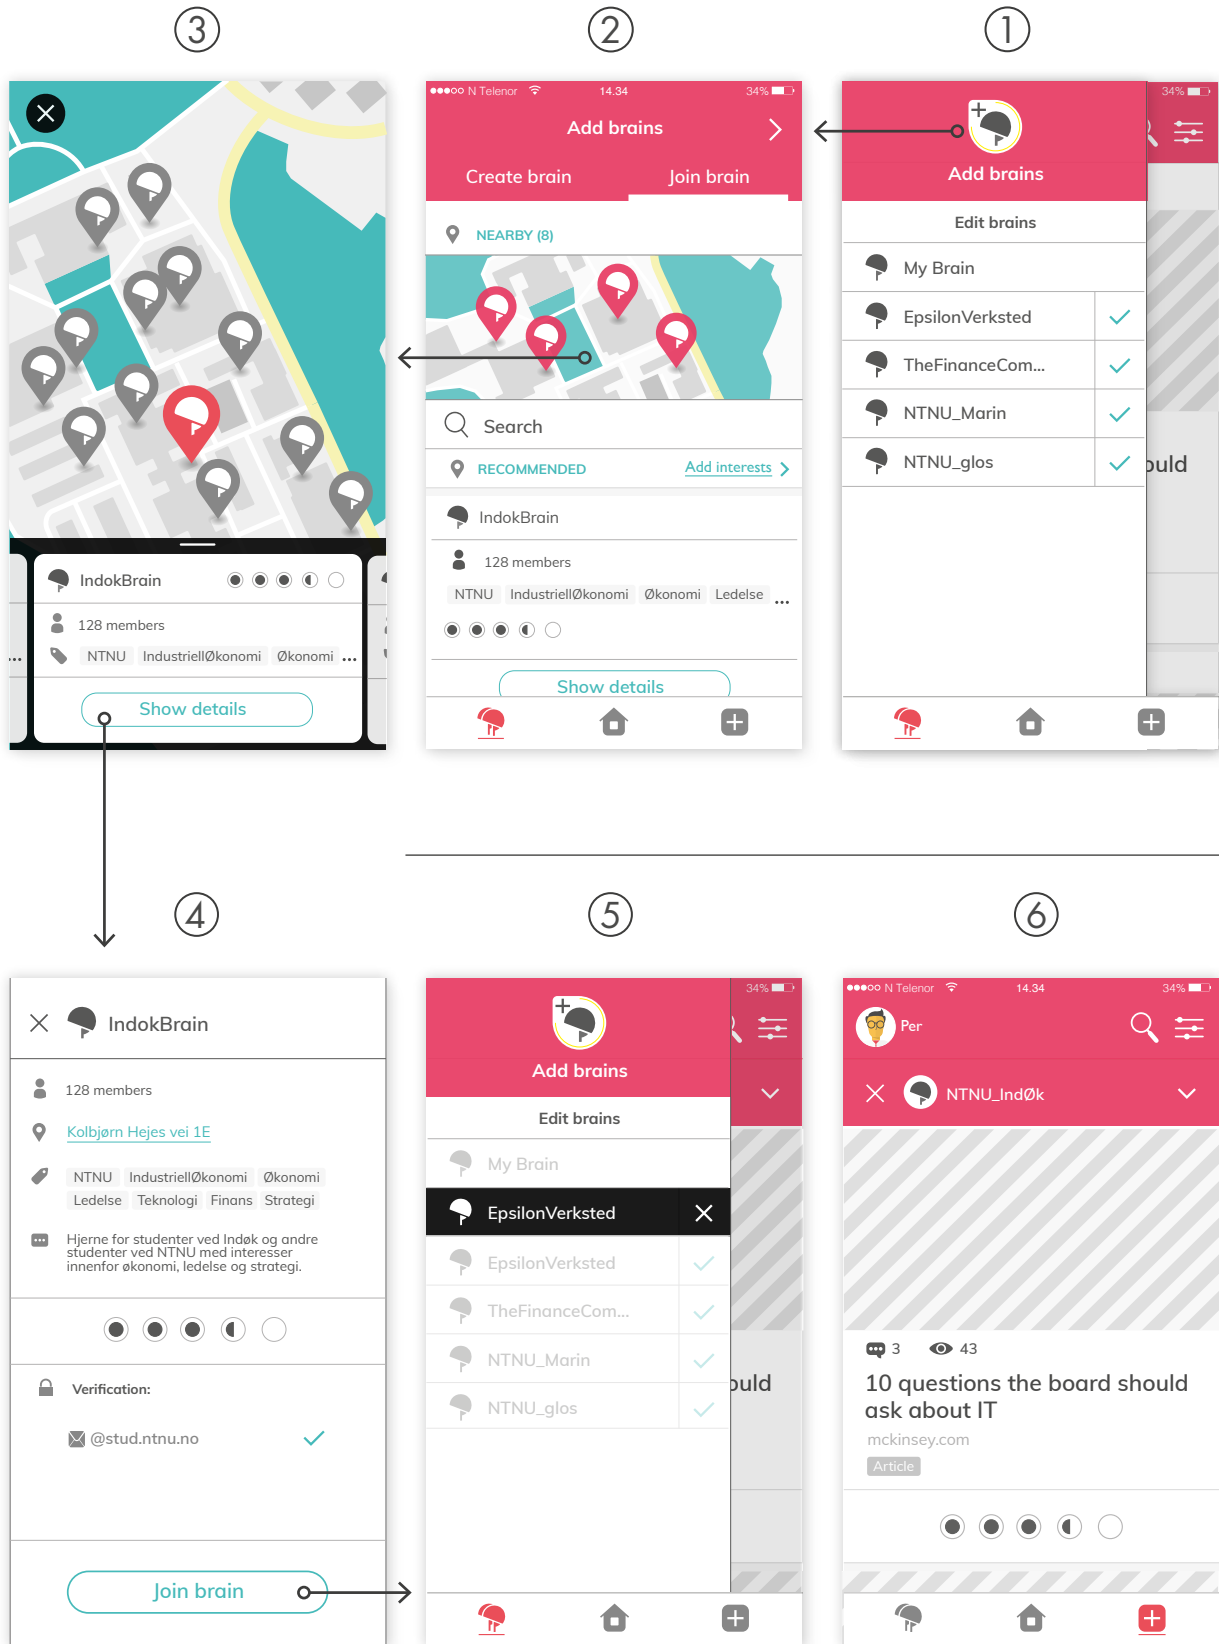 3
2
1
N Telenor
14.34
34%
Add brains
Create brain
Join brain
NEARBY (8)
Search
RECOMMENDED
Add interests
IndokBrain
128 members
NTNU IndustriellØkonomi Økonomi Ledelse ...
Show details
34%
Add brains
Edit brains
My Brain
EpsilonVerksted
TheFinanceCom...
NTNU_Marin
NTNU_glos
ould
IndokBrain
128 members
... NTNU IndustriellØkonomi Økonomi ...
Show details
4
5
6
IndokBrain
128 members
Kolbjørn Hejes vei 1E
NTNU IndustriellØkonomi Økonomi
Ledelse Teknologi Finans Strategi
Hjerne for studenter ved Indøk og andre
studenter ved NTNU med interesser
innenfor økonomi, ledelse og strategi.
Verification:
@stud.ntnu.no
Join brain
34%
Add brains
Edit brains
My Brain
EpsilonVerksted
EpsilonVerksted
TheFinanceCom...
NTNU_Marin
NTNU_glos
ould
N Telenor
14.34
34%
Per
NTNU_IndØk
3 43
10 questions the board should
ask about IT
mckinsey.com
Article